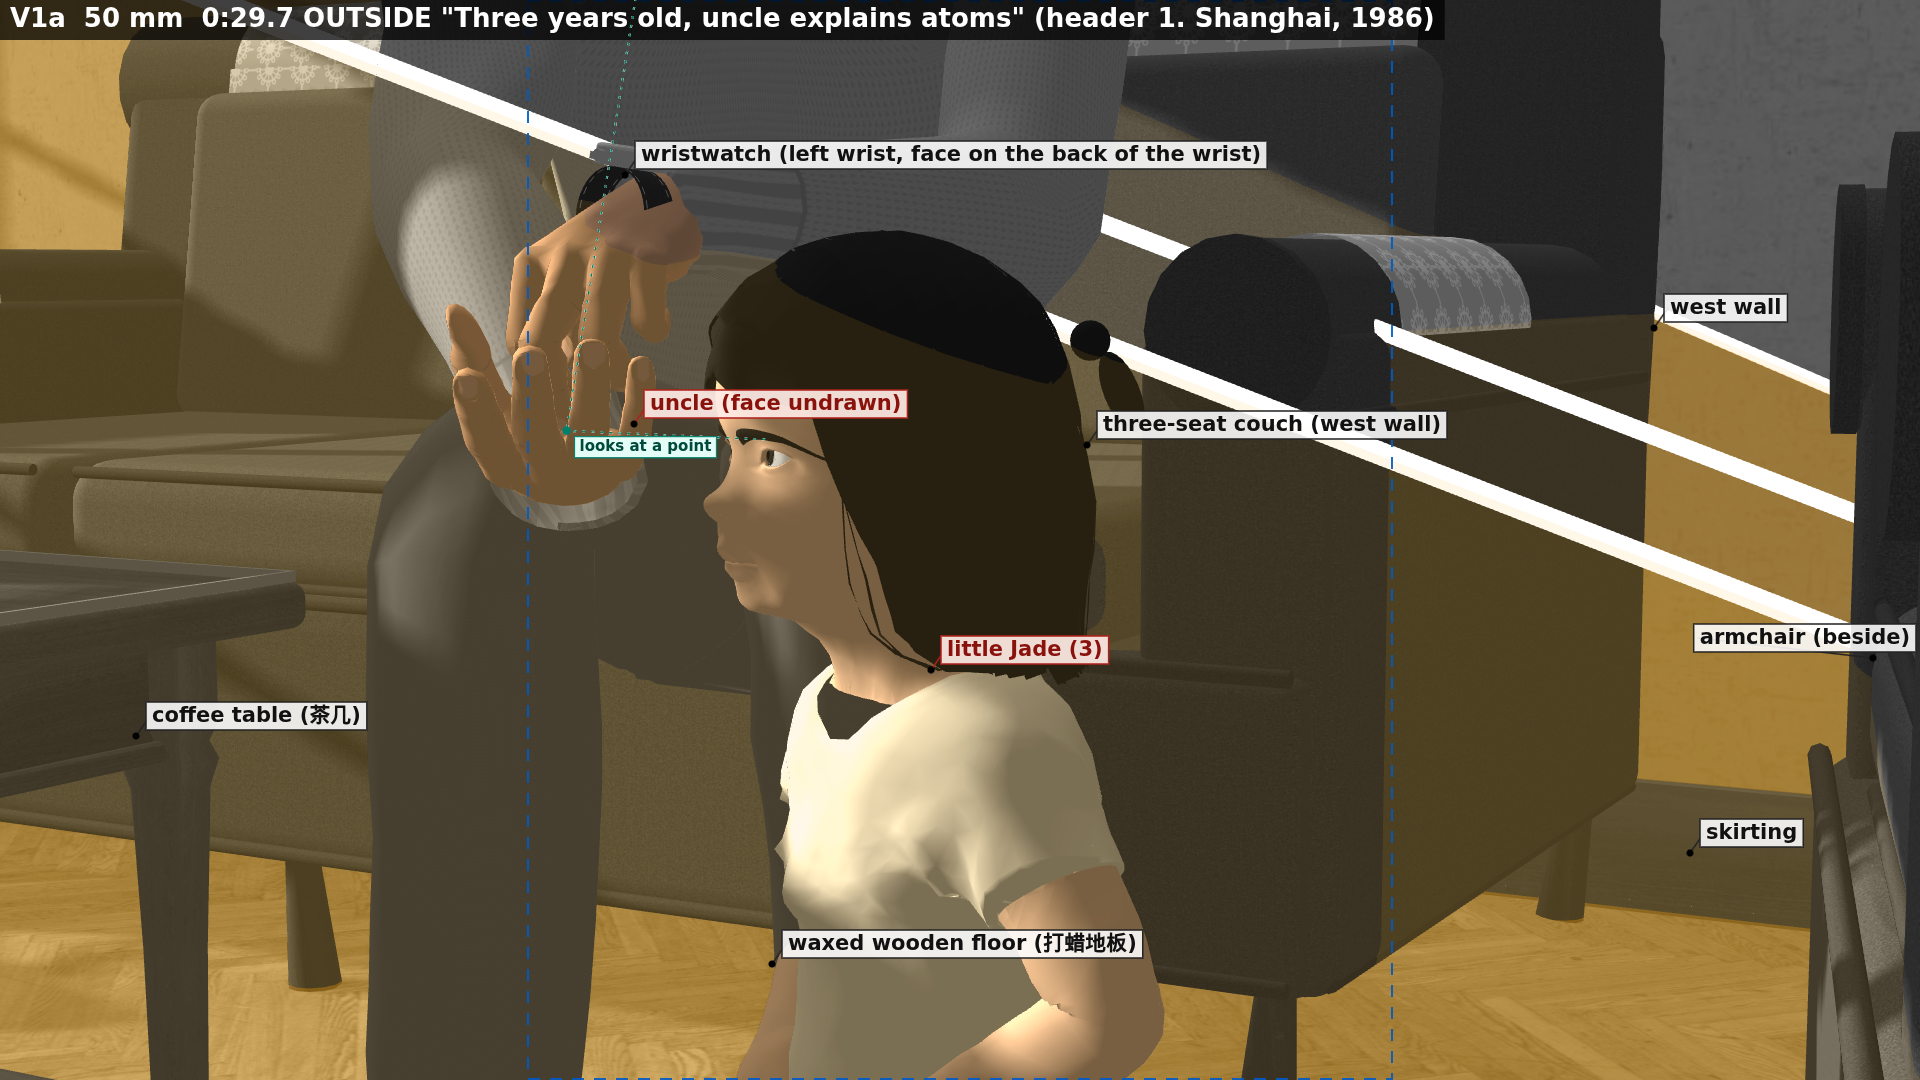 V1a 50 mm 0:29.7 OUTSIDE "Three years old, uncle explains atoms" (header 1. Shanghai, 1986)
wristwatch (left wrist, face on the back of the wrist)
west wall
uncle (face undrawn)
three-seat couch (west wall)
looks at a point
armchair (beside)
little Jade (3)
coffee table (茶几)
skirting
waxed wooden floor (打蜡地板)